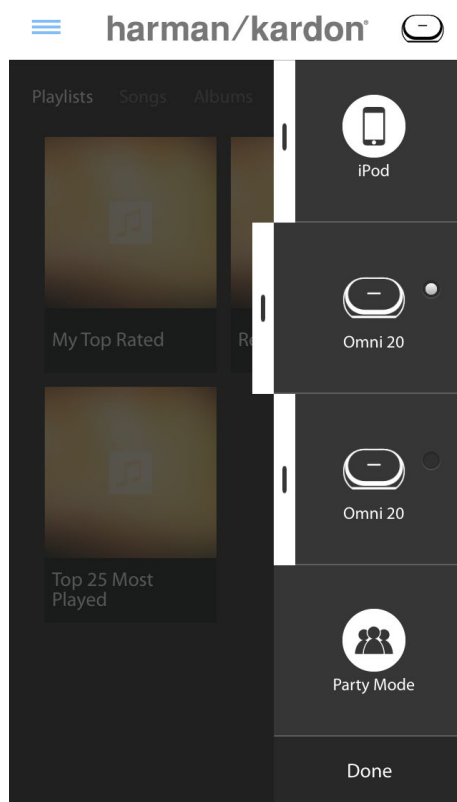 harman/kardon®
Playlists Songs Albums
iPod
My Top Rated
Omni 20
Omni 20
Top 25 Most
Played
Party Mode
Done